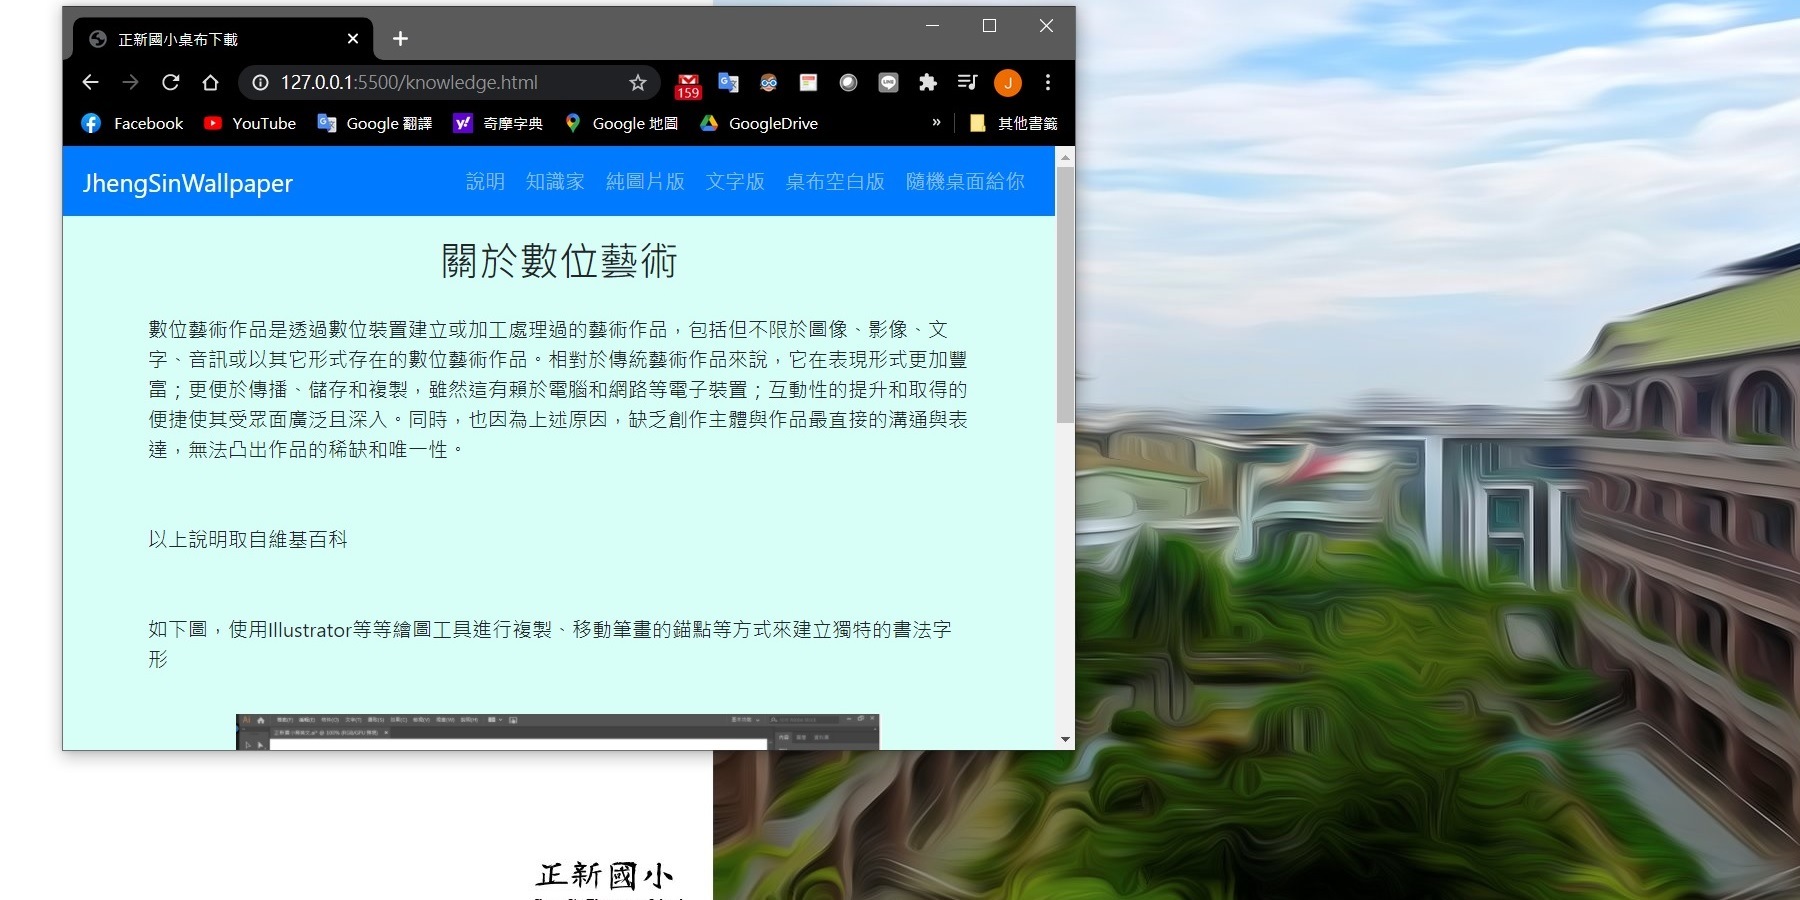 正新國小桌布下載
127.0.0.1:5500/knowledge.html
159
J
Facebook
YouTube
Google 翻譯
奇摩字典
Google 地圖
GoogleDrive
»
其他書籤
JhengSinWallpaper
說明
知識家
純圖片版
文字版
桌布空白版
隨機桌面給你
關於數位藝術
數位藝術作品是透過數位裝置建立或加工處理過的藝術作品，包括但不限於圖像、影像、文
字、音訊或以其它形式存在的數位藝術作品。相對於傳統藝術作品來說，它在表現形式更加豐
富；更便於傳播、儲存和複製，雖然這有賴於電腦和網路等電子裝置；互動性的提升和取得的
便捷使其受眾面廣泛且深入。同時，也因為上述原因，缺乏創作主體與作品最直接的溝通與表
達，無法凸出作品的稀缺和唯一性。
以上說明取自維基百科
如下圖，使用Illustrator等等繪圖工具進行複製、移動筆畫的錨點等方式來建立獨特的書法字
形
Ai
正新國小